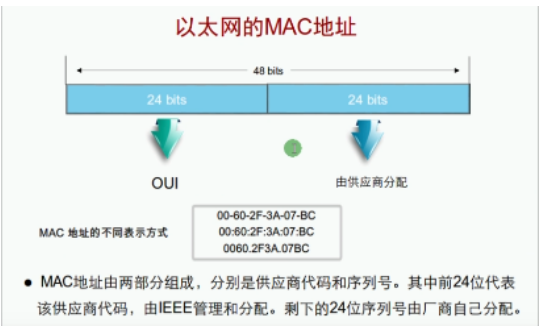 以太网的MAC地址
48 bits
24 bits 24 bits
OUI 由供应商分配
00-60-2F-3A-07-BC
MAC 地址的不同表示方式 00:60:2F:3A:07:BC
0060.2F3A.07BC
● MAC地址由两部分组成，分别是供应商代码和序列号。其中前24位代表
该供应商代码，由IEEE管理和分配。剩下的24位序列号由厂商自己分配。